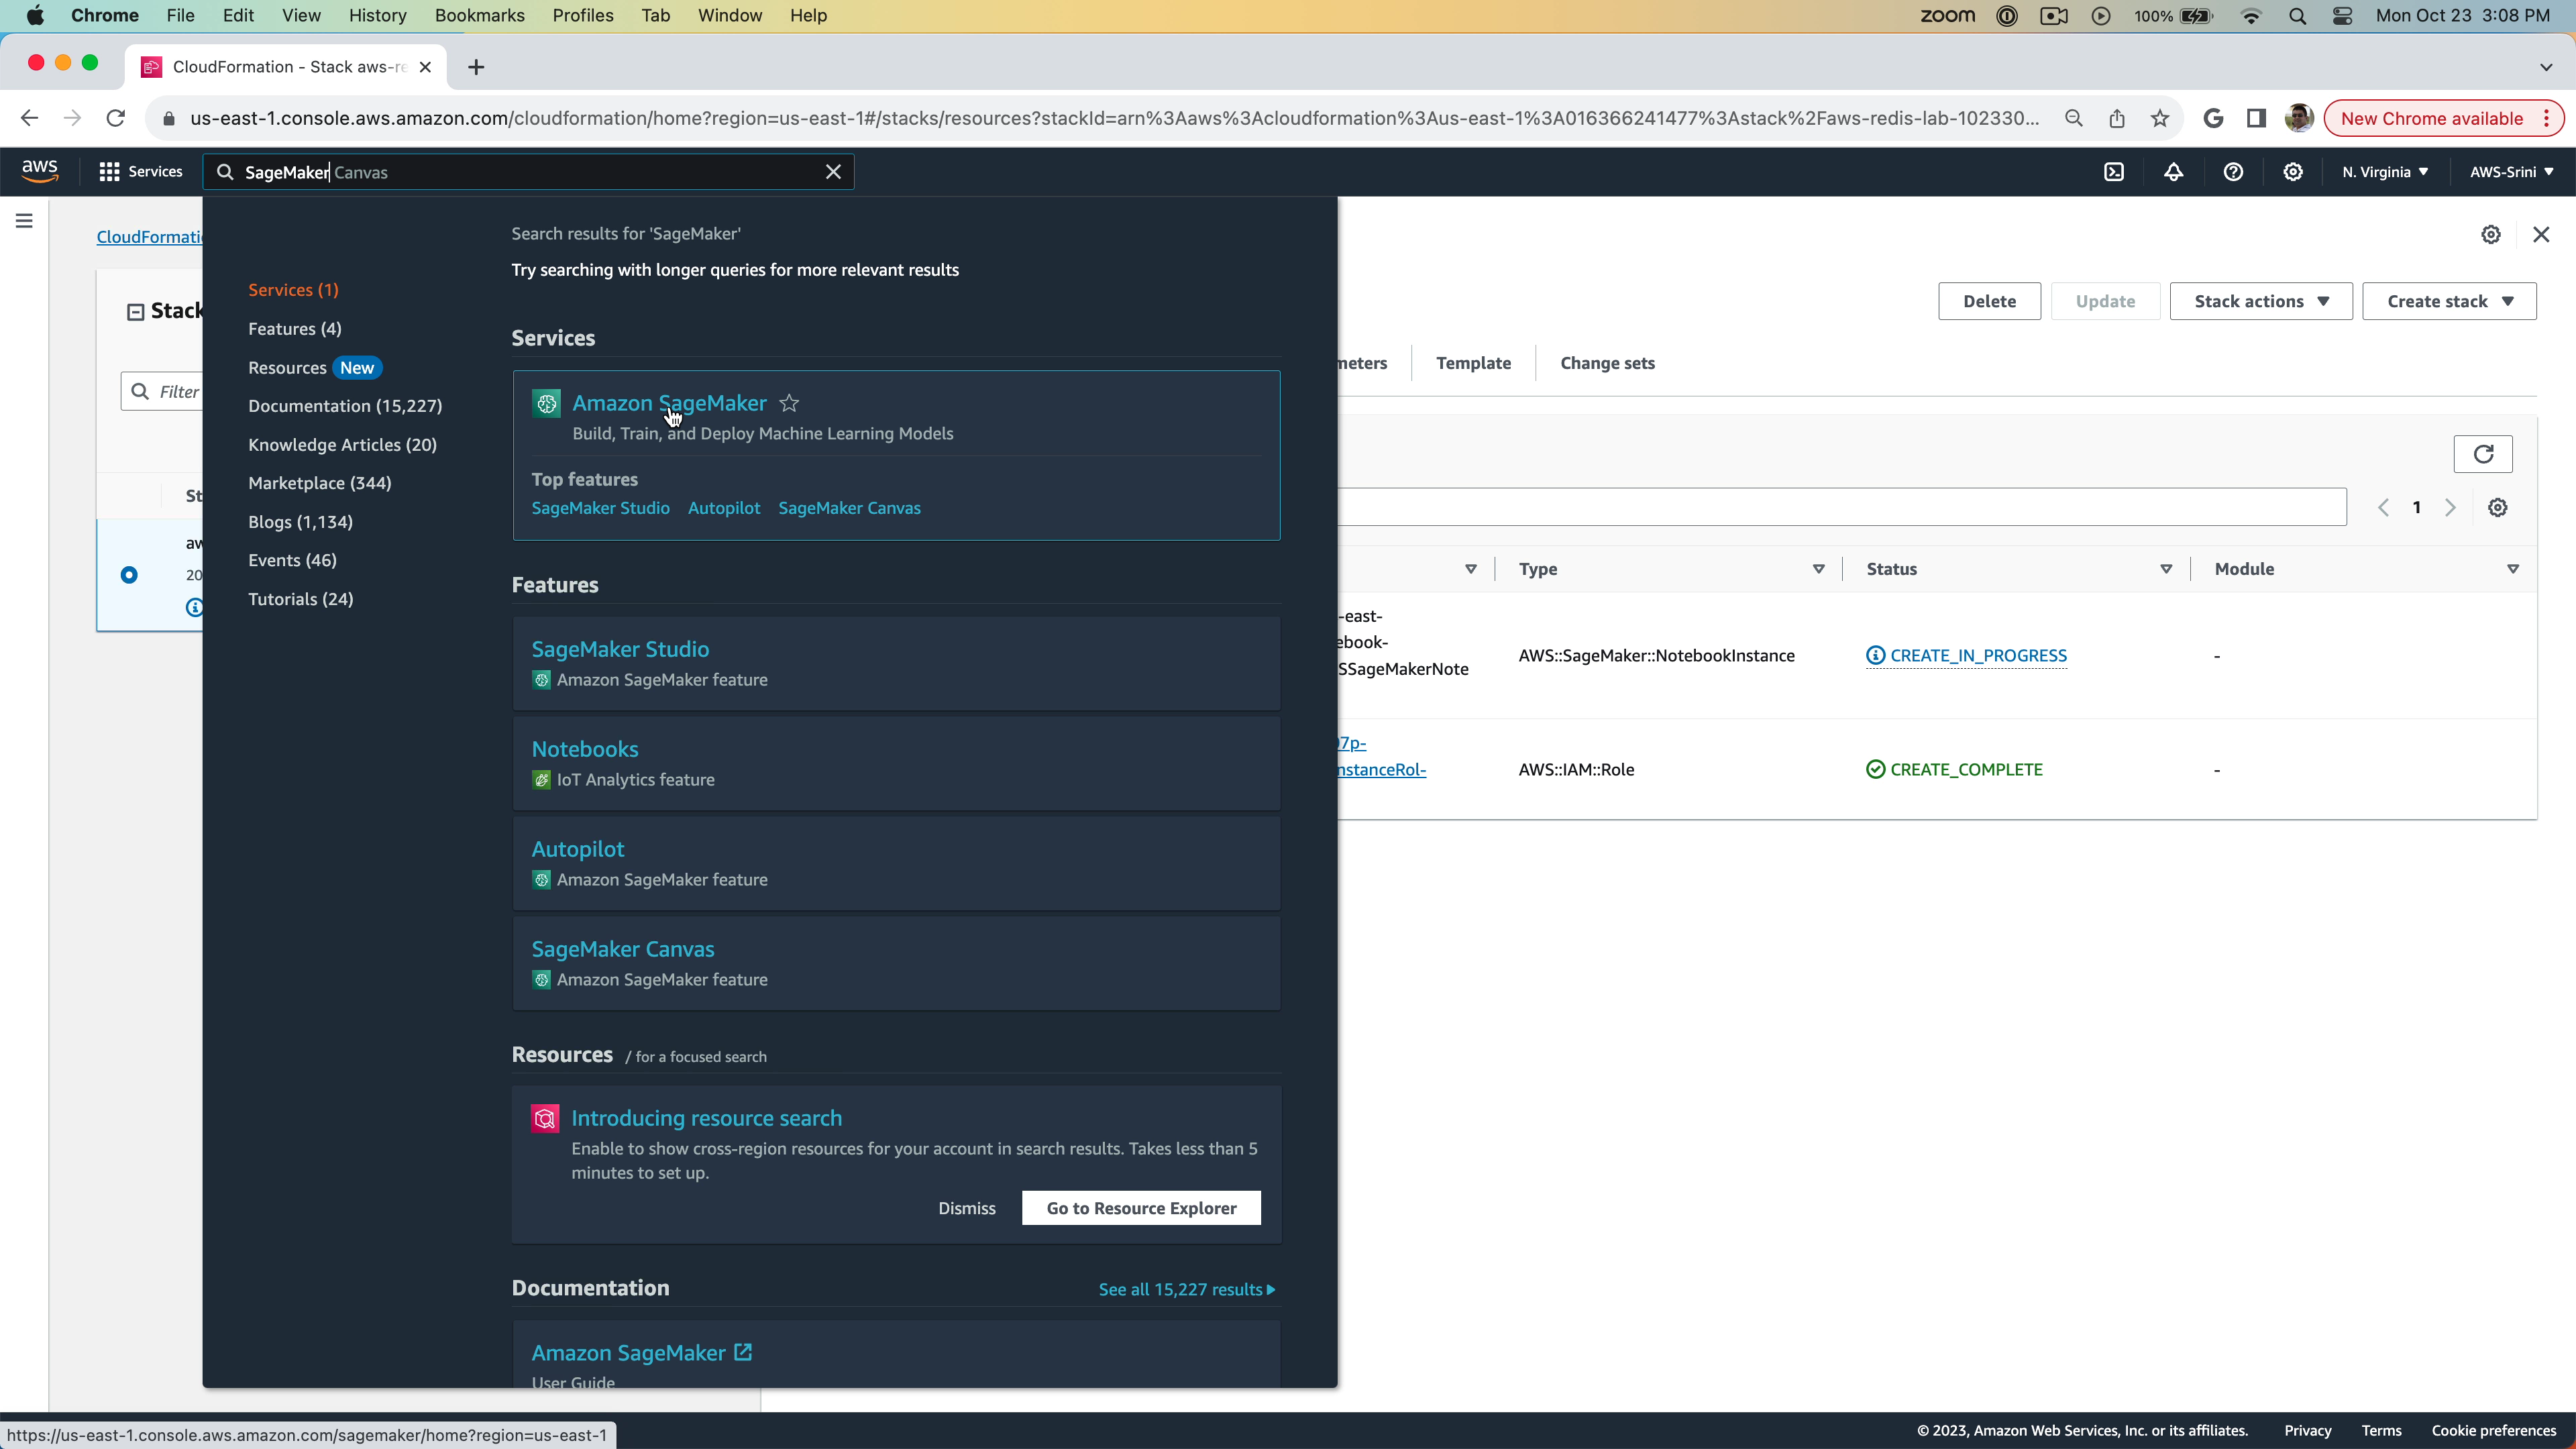 Chrome File Edit View History Bookmarks Profiles Tab Window Help zoom 100% Mon Oct 23 3:08 PM
CloudFormation - Stack aws-re
us-east-1.console.aws.amazon.com/cloudformation/home?region=us-east-1#/stacks/resources?stackId=arn%3Aaws%3Acloudformation%3Aus-east-1%3A016366241477%3Astack%2Faws-redis-lab-102330... New Chrome available
aws Services SageMaker Canvas N. Virginia AWS-Srini
CloudFormati
Stack
Filter
St
aw
20
Services (1)
Features (4)
Resources New
Documentation (15,227)
Knowledge Articles (20)
Marketplace (344)
Blogs (1,134)
Events (46)
Tutorials (24)
Search results for 'SageMaker'
Try searching with longer queries for more relevant results
Services
Amazon SageMaker
Build, Train, and Deploy Machine Learning Models
Top features
SageMaker Studio Autopilot SageMaker Canvas
Features
SageMaker Studio
Amazon SageMaker feature
Notebooks
IoT Analytics feature
Autopilot
Amazon SageMaker feature
SageMaker Canvas
Amazon SageMaker feature
Resources / for a focused search
Introducing resource search
Enable to show cross-region resources for your account in search results. Takes less than 5
minutes to set up.
Dismiss Go to Resource Explorer
Documentation See all 15,227 results
Amazon SageMaker
User Guide
Delete Update Stack actions Create stack
meters Template Change sets
1
Type Status Module
-east-
ebook-
SSageMakerNote
AWS::SageMaker::NotebookInstance CREATE_IN_PROGRESS -
07p-
nstanceRol-
AWS::IAM::Role CREATE_COMPLETE -
https://us-east-1.console.aws.amazon.com/sagemaker/home?region=us-east-1
© 2023, Amazon Web Services, Inc. or its affiliates. Privacy Terms Cookie preferences